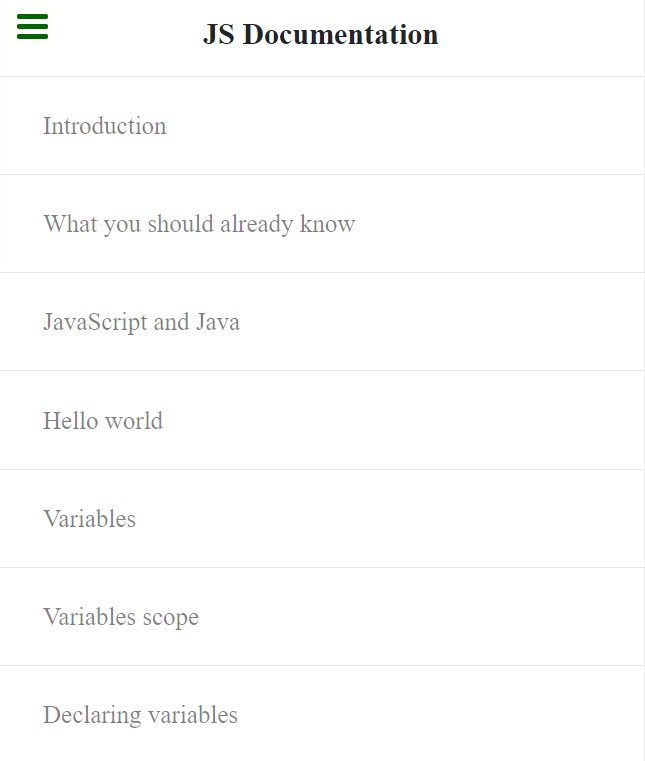 JS Documentation
Introduction
What you should already know
JavaScript and Java
Hello world
Variables
Variables scope
Declaring variables